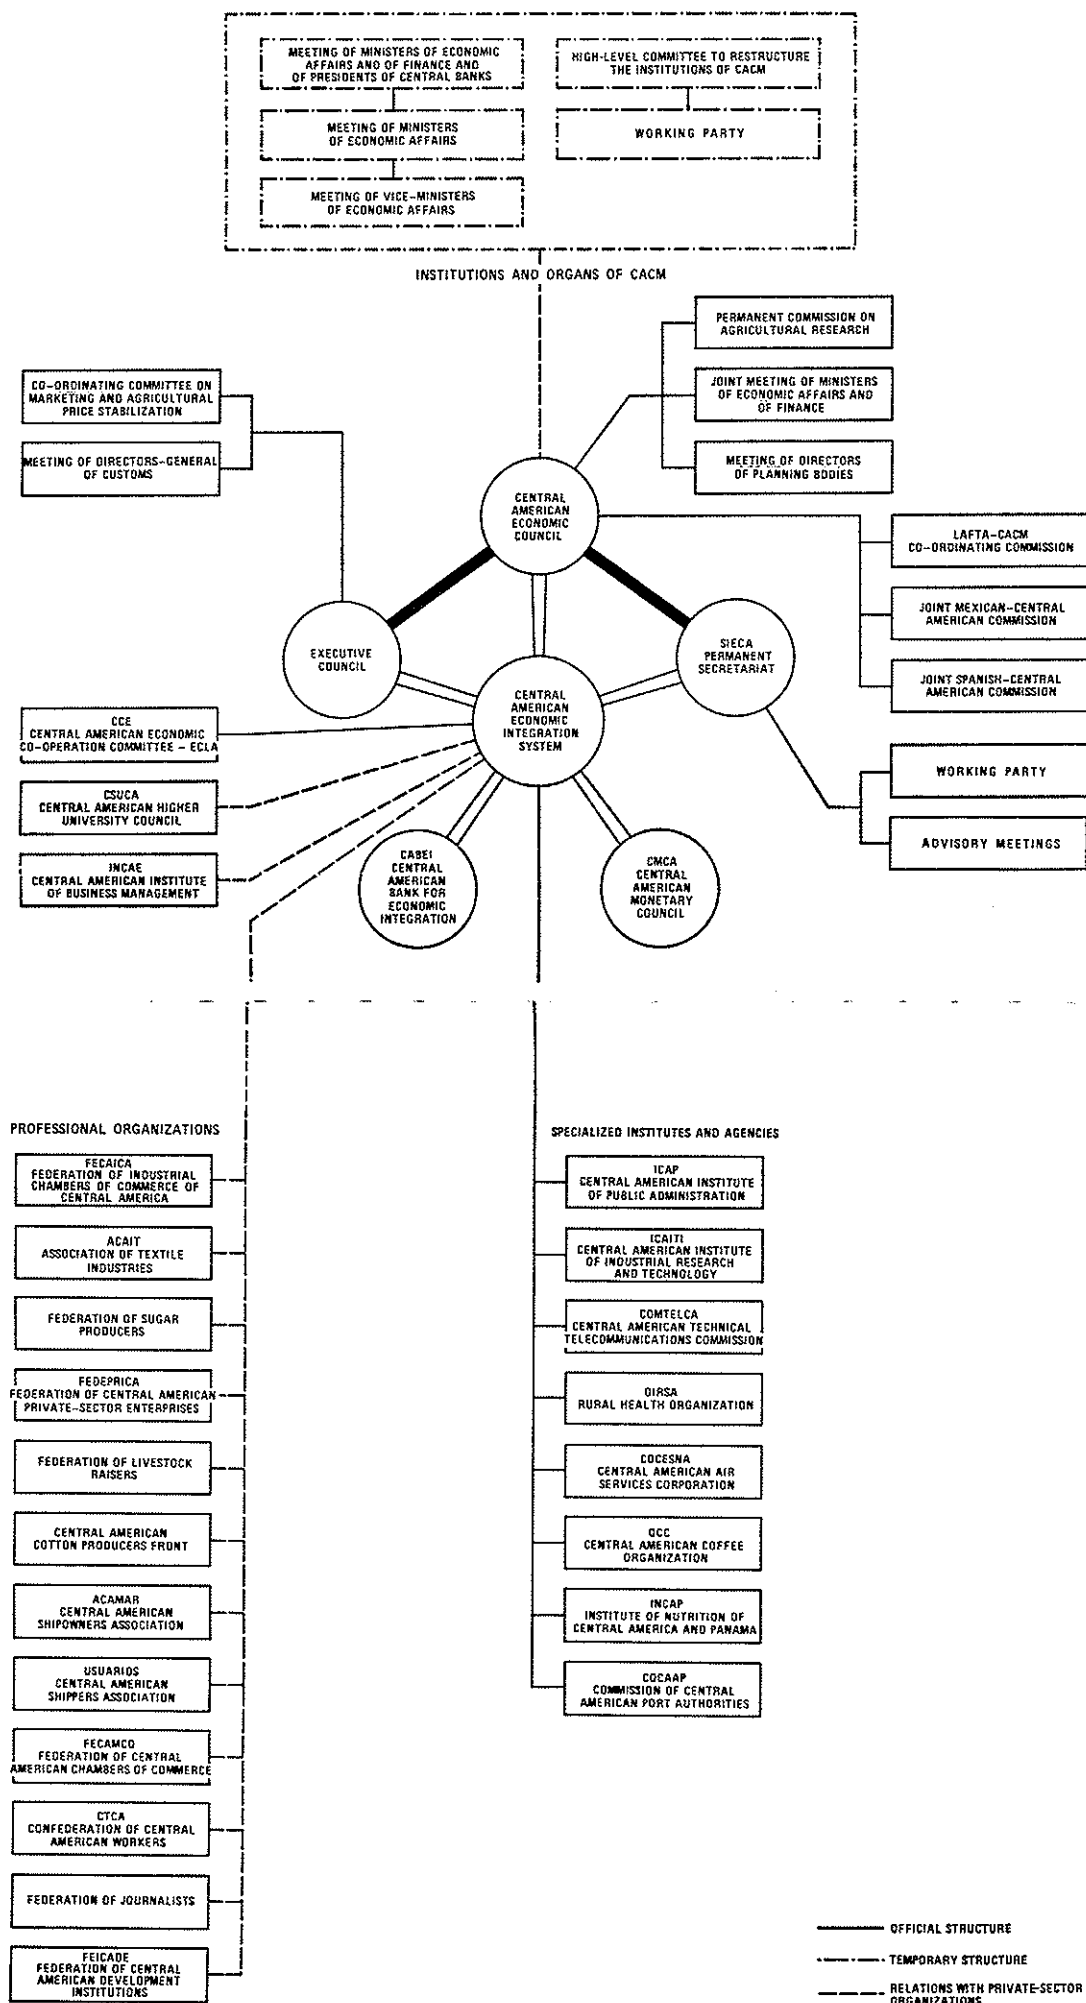 MEETING OF MINISTERS OF ECONOMIC
AFFAIRS AND OF FINANCE AND
OF PRESIDENTS OF CENTRAL BANKS
HIGH-LEVEL COMMITTEE TO RESTRUCTURE
THE INSTITUTIONS OF CACM
MEETING OF MINISTERS
OF ECONOMIC AFFAIRS
WORKING PARTY
MEETING OF VICE-MINISTERS
OF ECONOMIC AFFAIRS
INSTITUTIONS AND ORGANS OF CACM
PERMANENT COMMISSION ON
AGRICULTURAL RESEARCH
CO-ORDINATING COMMITTEE ON
MARKETING AND AGRICULTURAL
PRICE STABILIZATION
JOINT MEETING OF MINISTERS
OF ECONOMIC AFFAIRS AND
OF FINANCE
MEETING OF DIRECTORS-GENERAL
OF CUSTOMS
MEETING OF DIRECTORS
OF PLANNING BODIES
CENTRAL
AMERICAN
ECONOMIC
COUNCIL
LAFTA-CACM
CO-ORDINATING COMMISSION
JOINT MEXICAN-CENTRAL
AMERICAN COMMISSION
JOINT SPANISH-CENTRAL
AMERICAN COMMISSION
EXECUTIVE
COUNCIL
SIECA
PERMANENT
SECRETARIAT
CENTRAL
AMERICAN
ECONOMIC
INTEGRATION
SYSTEM
CCE
CENTRAL AMERICAN ECONOMIC
CO-OPERATION COMMITTEE - ECLA
CSUCA
CENTRAL AMERICAN HIGHER
UNIVERSITY COUNCIL
INCAE
CENTRAL AMERICAN INSTITUTE
OF BUSINESS MANAGEMENT
WORKING PARTY
ADVISORY MEETINGS
CABEI
CENTRAL
AMERICAN
BANK FOR
ECONOMIC
INTEGRATION
CMCA
CENTRAL
AMERICAN
MONETARY
COUNCIL
PROFESSIONAL ORGANIZATIONS
FECAICA
FEDERATION OF INDUSTRIAL
CHAMBERS OF COMMERCE OF
CENTRAL AMERICA
ACAIT
ASSOCIATION OF TEXTILE
INDUSTRIES
FEDERATION OF SUGAR
PRODUCERS
FEDEPRICA
FEDERATION OF CENTRAL AMERICAN
PRIVATE-SECTOR ENTERPRISES
FEDERATION OF LIVESTOCK
RAISERS
CENTRAL AMERICAN
COTTON PRODUCERS FRONT
ACAMAR
CENTRAL AMERICAN
SHIPOWNERS ASSOCIATION
USUARIOS
CENTRAL AMERICAN
SHIPPERS ASSOCIATION
FECAMCO
FEDERATION OF CENTRAL
AMERICAN CHAMBERS OF COMMERCE
CTCA
CONFEDERATION OF CENTRAL
AMERICAN WORKERS
FEDERATION OF JOURNALISTS
FEICADE
FEDERATION OF CENTRAL
AMERICAN DEVELOPMENT
INSTITUTIONS
SPECIALIZED INSTITUTES AND AGENCIES
ICAP
CENTRAL AMERICAN INSTITUTE
OF PUBLIC ADMINISTRATION
ICAITI
CENTRAL AMERICAN INSTITUTE
OF INDUSTRIAL RESEARCH
AND TECHNOLOGY
COMTELCA
CENTRAL AMERICAN TECHNICAL
TELECOMMUNICATIONS COMMISSION
OIRSA
RURAL HEALTH ORGANIZATION
COCESNA
CENTRAL AMERICAN AIR
SERVICES CORPORATION
OCC
CENTRAL AMERICAN COFFEE
ORGANIZATION
INCAP
INSTITUTE OF NUTRITION OF
CENTRAL AMERICA AND PANAMA
COCAAP
COMMISSION OF CENTRAL
AMERICAN PORT AUTHORITIES
OFFICIAL STRUCTURE
TEMPORARY STRUCTURE
RELATIONS WITH PRIVATE-SECTOR
ORGANIZATIONS